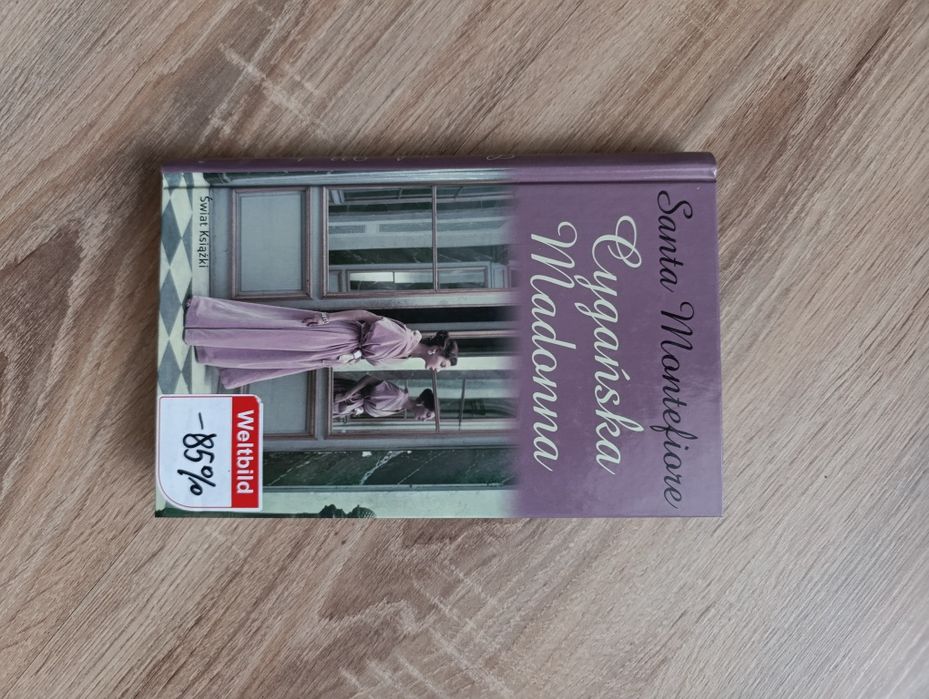 Santa Montefiore
Cygańska
Madonna
Świat Książki
Weltbild
-85%